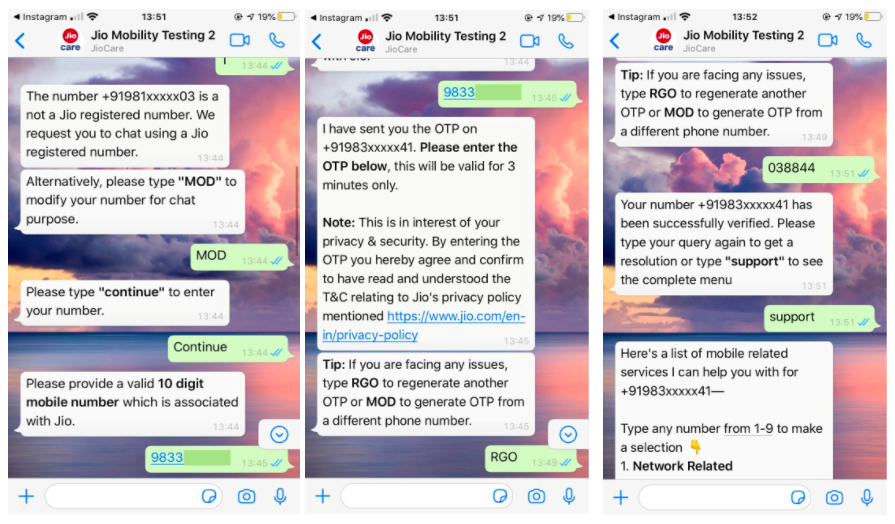 Instagram 13:51 19%
Jio care Jio Mobility Testing 2
JioCare
13:44
The number +91981xxxxx03 is a
not a Jio registered number. We
request you to chat using a Jio
registered number.
13:44
Alternatively, please type "MOD" to
modify your number for chat
purpose.
13:44
MOD 13:44
Please type "continue" to enter
your number.
13:44
Continue 13:44
Please provide a valid 10 digit
mobile number which is associated
with Jio.
13:44
9833 13:45
Instagram 13:51 19%
Jio care Jio Mobility Testing 2
JioCare
with Jio.
13:44
9833 13:45
I have sent you the OTP on
+91983xxxxx41. Please enter the
OTP below, this will be valid for 3
minutes only.
Note: This is in interest of your
privacy & security. By entering the
OTP you hereby agree and confirm
to have read and understood the
T&C relating to Jio's privacy policy
mentioned https://www.jio.com/en-
in/privacy-policy
13:45
Tip: If you are facing any issues,
type RGO to regenerate another
OTP or MOD to generate OTP from
a different phone number.
13:45
RGO 13:49
Instagram 13:52 19%
Jio care Jio Mobility Testing 2
JioCare
Tip: If you are facing any issues,
type RGO to regenerate another
OTP or MOD to generate OTP from
a different phone number.
13:49
038844 13:51
Your number +91983xxxxx41 has
been successfully verified. Please
type your query again to get a
resolution or type "support" to see
the complete menu
13:51
support 13:51
Here's a list of mobile related
services I can help you with for
+91983xxxxx41—
Type any number from 1-9 to make
a selection 👇
1. Network Related